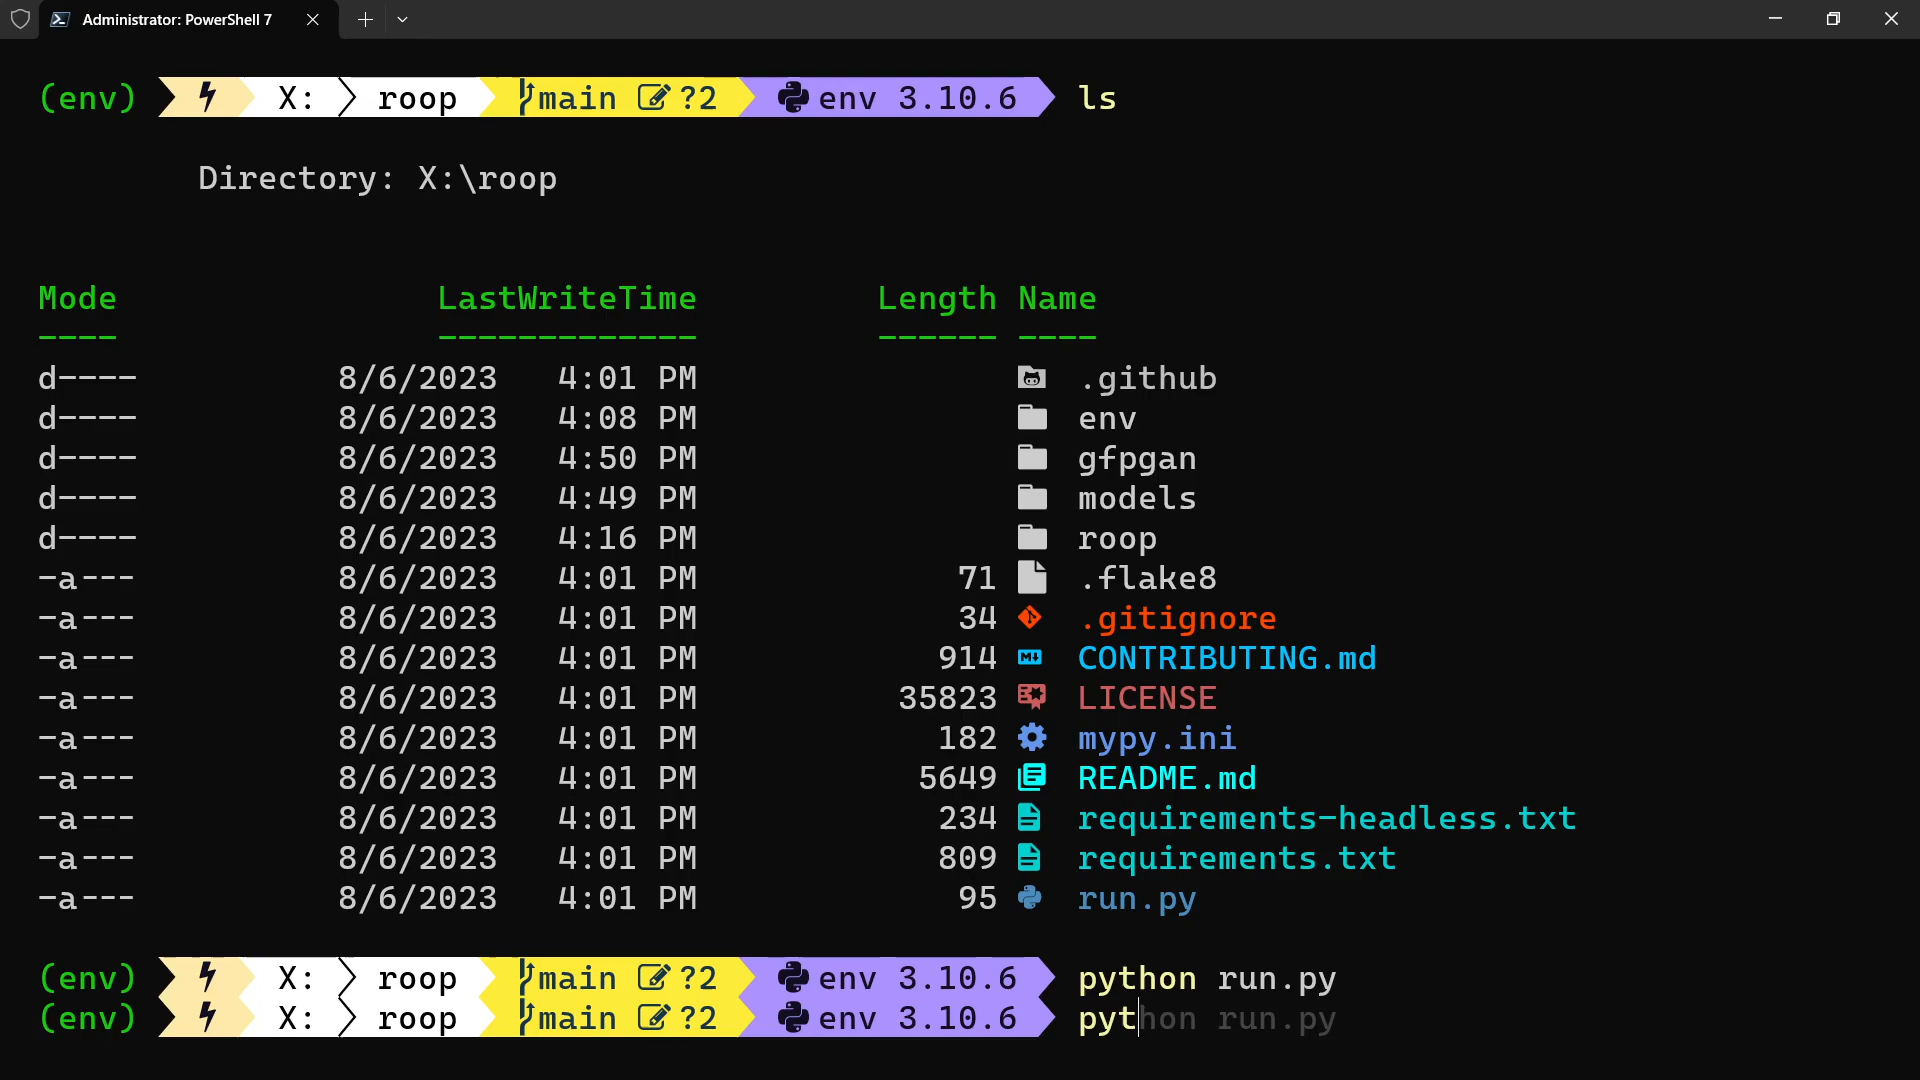 Administrator: PowerShell 7
(env) X: roop main ?2 env 3.10.6 ls
Directory: X:\roop
Mode LastWriteTime Length Name
---- ------------- ------ ----
d---- 8/6/2023 4:01 PM .github
d---- 8/6/2023 4:08 PM env
d---- 8/6/2023 4:50 PM gfpgan
d---- 8/6/2023 4:49 PM models
d---- 8/6/2023 4:16 PM roop
-a--- 8/6/2023 4:01 PM 71 .flake8
-a--- 8/6/2023 4:01 PM 34 .gitignore
-a--- 8/6/2023 4:01 PM 914 CONTRIBUTING.md
-a--- 8/6/2023 4:01 PM 35823 LICENSE
-a--- 8/6/2023 4:01 PM 182 mypy.ini
-a--- 8/6/2023 4:01 PM 5649 README.md
-a--- 8/6/2023 4:01 PM 234 requirements-headless.txt
-a--- 8/6/2023 4:01 PM 809 requirements.txt
-a--- 8/6/2023 4:01 PM 95 run.py
(env) X: roop main ?2 env 3.10.6 python run.py
(env) X: roop main ?2 env 3.10.6 python run.py